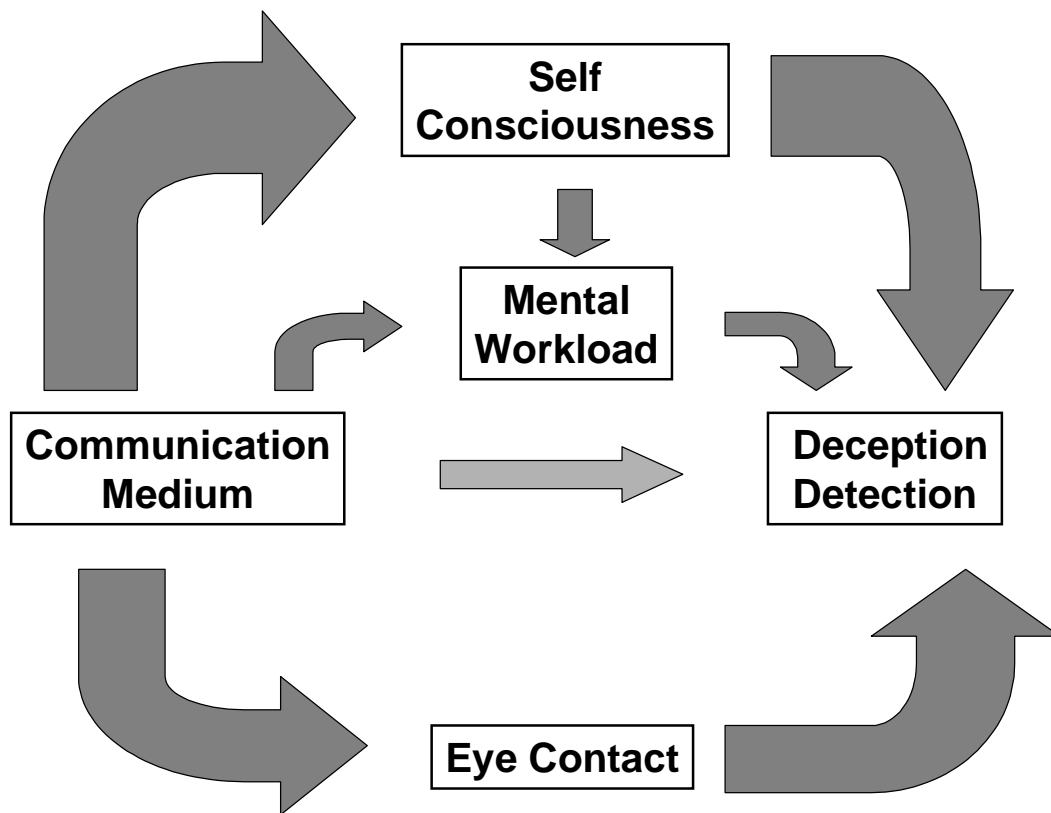 Self
Consciousness
Mental
Workload
Communication
Medium
Deception
Detection
Eye Contact